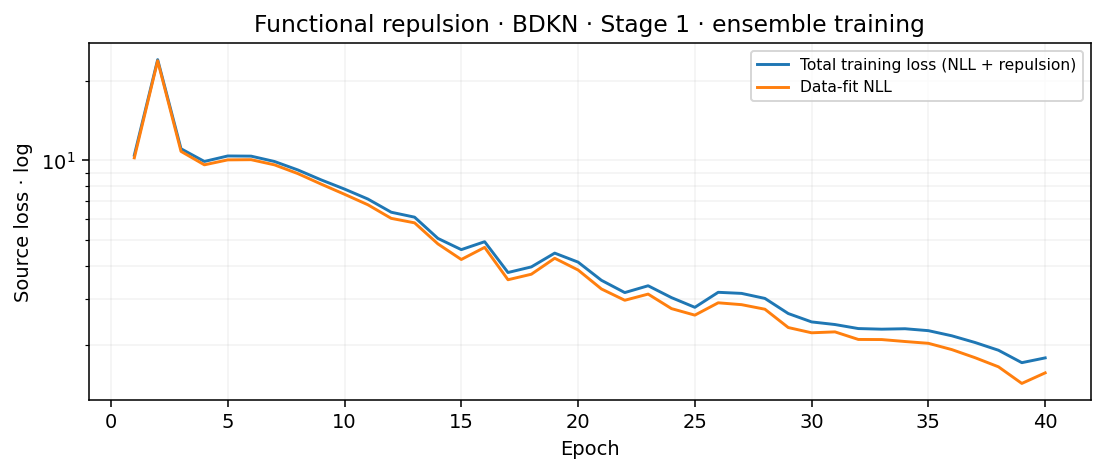 Functional repulsion · BDKN · Stage 1 · ensemble training
Total training loss (NLL + repulsion)
Data-fit NLL
Source loss · log
10¹
0 5 10 15 20 25 30 35 40
Epoch